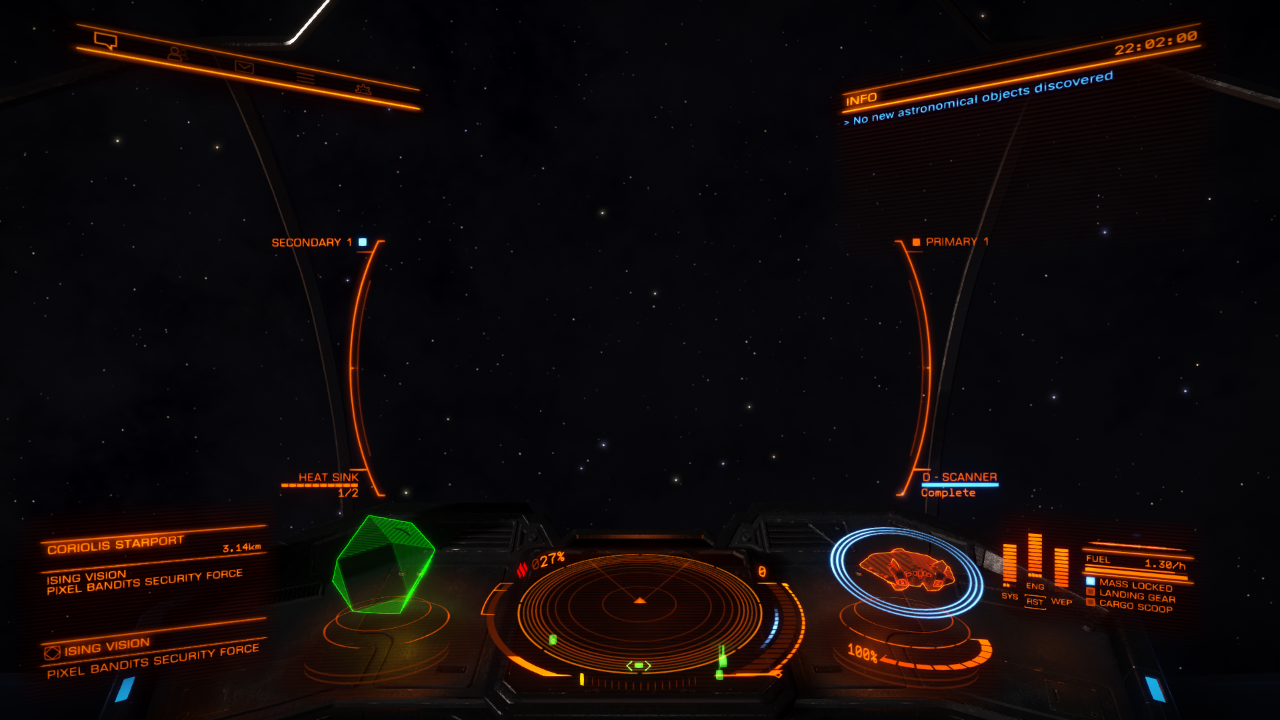 22:02:00
INFO
> No new astronomical objects discovered
SECONDARY 1
PRIMARY 1
HEAT SINK
1/2
D - SCANNER
Complete
CORIOLIS STARPORT
3.14km
ISING VISION
PIXEL BANDITS SECURITY FORCE
ISING VISION
PIXEL BANDITS SECURITY FORCE
027%
0
100%
SYS
ENG
RST
WEP
FUEL
1.30/h
MASS LOCKED
LANDING GEAR
CARGO SCOOP